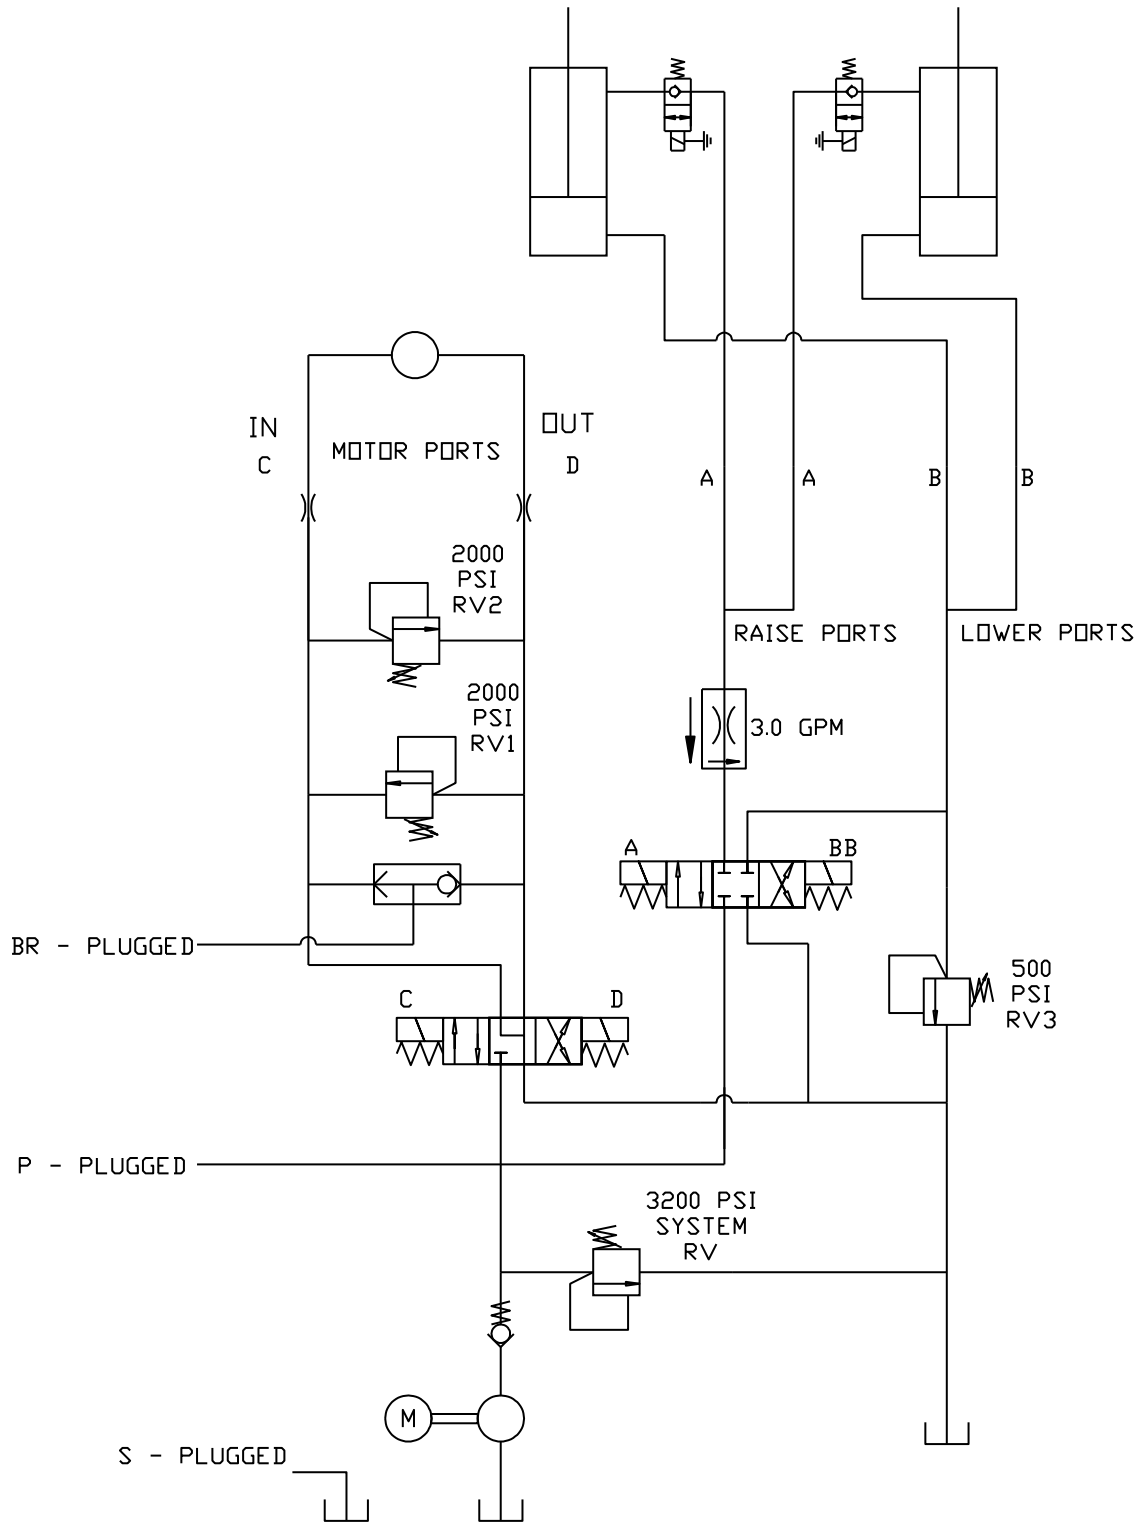 IN
OUT
MOTOR PORTS
C
D
A
A
B
B
2000
PSI
RV2
RAISE PORTS
LOWER PORTS
2000
PSI
RV1
3.0 GPM
A
BB
BR - PLUGGED
500
PSI
RV3
C
D
P - PLUGGED
3200 PSI
SYSTEM
RV
M
S - PLUGGED